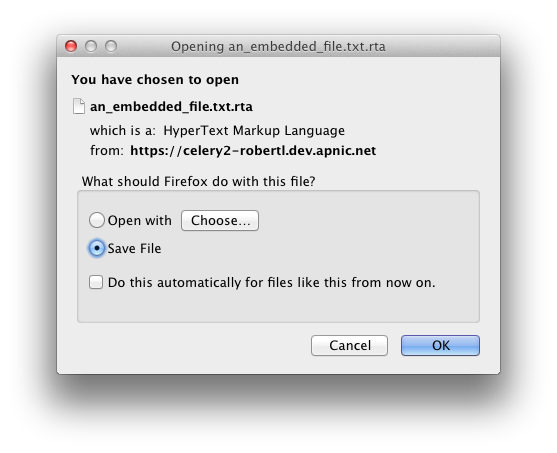 Opening an_embedded_file.txt.rta
You have chosen to open
an_embedded_file.txt.rta
which is a: HyperText Markup Language
from: https://celery2-robertl.dev.apnic.net
What should Firefox do with this file?
Open with Choose...
Save File
Do this automatically for files like this from now on.
Cancel OK